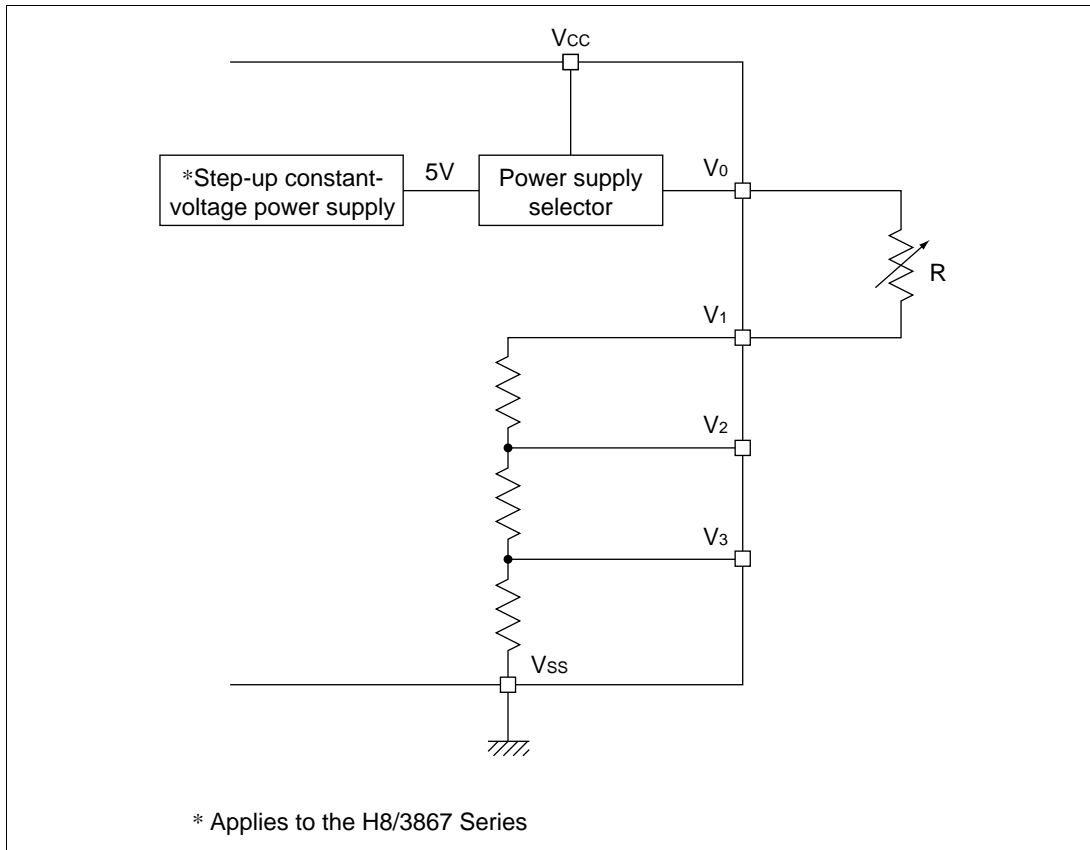 VCC
*Step-up constant-
voltage power supply
5V
Power supply
selector
V0
R
V1
V2
V3
VSS
* Applies to the H8/3867 Series